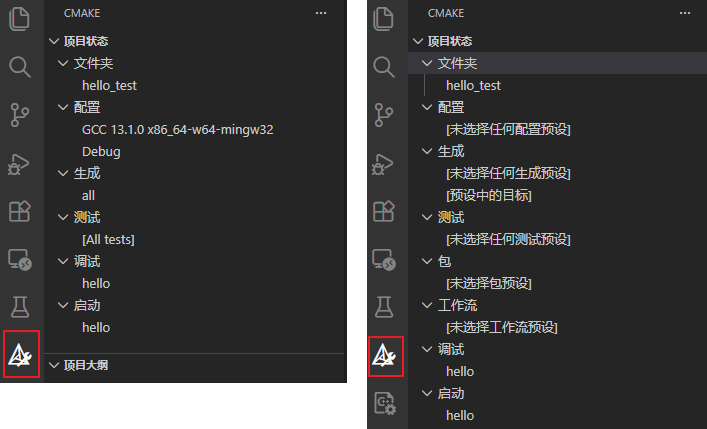 CMAKE
项目状态
文件夹
hello_test
配置
GCC 13.1.0 x86_64-w64-mingw32
Debug
生成
all
测试
[All tests]
调试
hello
启动
hello
项目大纲
CMAKE
项目状态
文件夹
hello_test
配置
[未选择任何配置预设]
生成
[未选择任何生成预设]
[预设中的目标]
测试
[未选择任何测试预设]
包
[未选择包预设]
工作流
[未选择工作流预设]
调试
hello
启动
hello